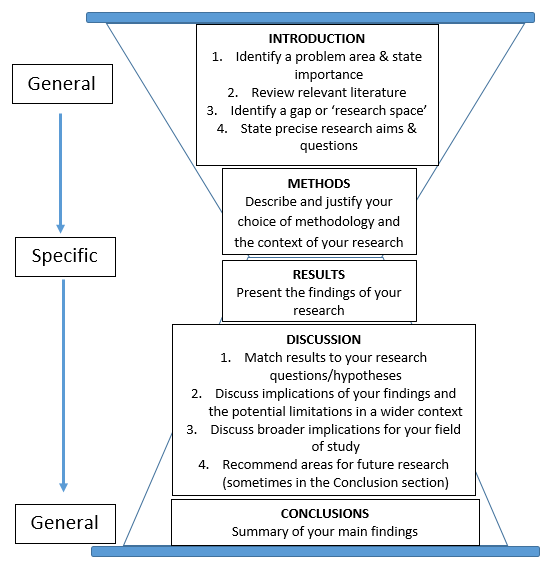 General
Specific
General
INTRODUCTION
1. Identify a problem area & state
importance
2. Review relevant literature
3. Identify a gap or ‘research space’
4. State precise research aims &
questions
METHODS
Describe and justify your
choice of methodology and
the context of your research
RESULTS
Present the findings of your
research
DISCUSSION
1. Match results to your research
questions/hypotheses
2. Discuss implications of your findings and
the potential limitations in a wider context
3. Discuss broader implications for your field
of study
4. Recommend areas for future research
(sometimes in the Conclusion section)
CONCLUSIONS
Summary of your main findings